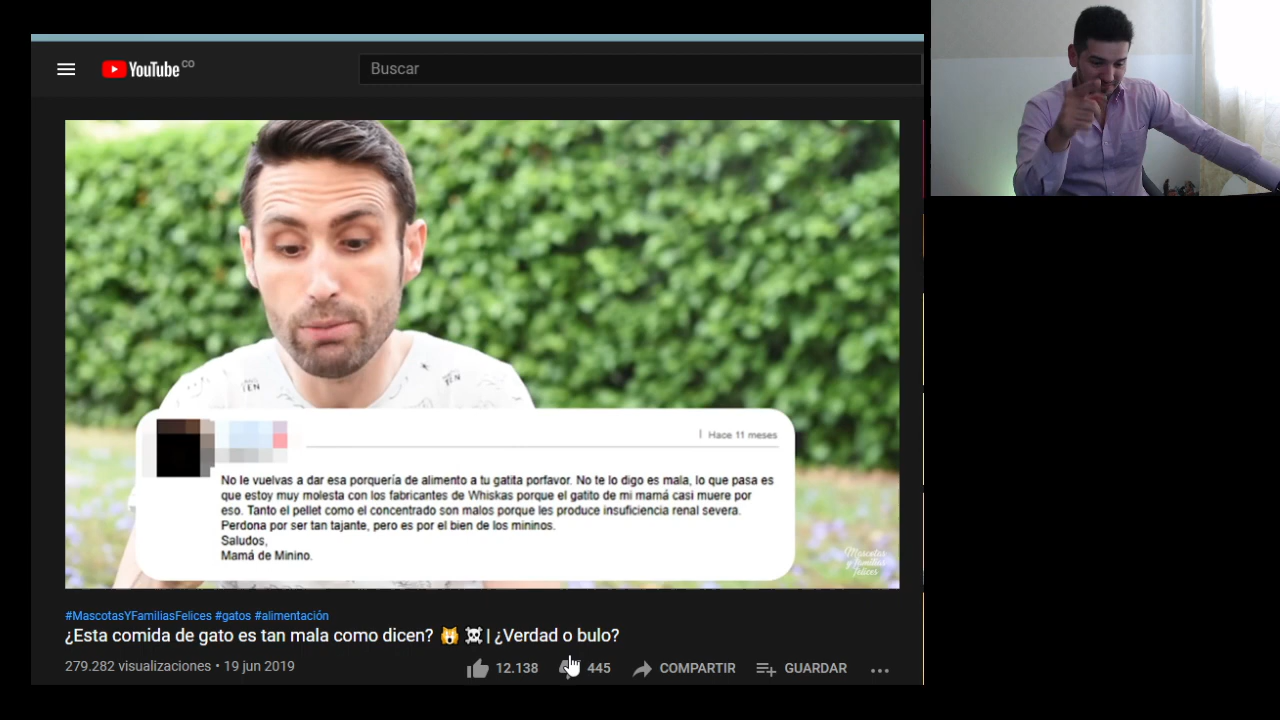 YouTube CO
Buscar
Hace 11 meses
No le vuelvas a dar esa porquería de alimento a tu gatita porfavor. No te lo digo es mala, lo que pasa es
que estoy muy molesta con los fabricantes de Whiskas porque el gatito de mi mamá casi muere por
eso. Tanto el pellet como el concentrado son malos porque les produce insuficiencia renal severa.
Perdona por ser tan tajante, pero es por el bien de los mininos.
Saludos,
Mamá de Minino.
Mascotas
y familias
felices
#MascotasYFamiliasFelices #gatos #alimentación
¿Esta comida de gato es tan mala como dicen? 🙀 ☠ | ¿Verdad o bulo?
279.282 visualizaciones • 19 jun 2019
12.138 445 COMPARTIR GUARDAR